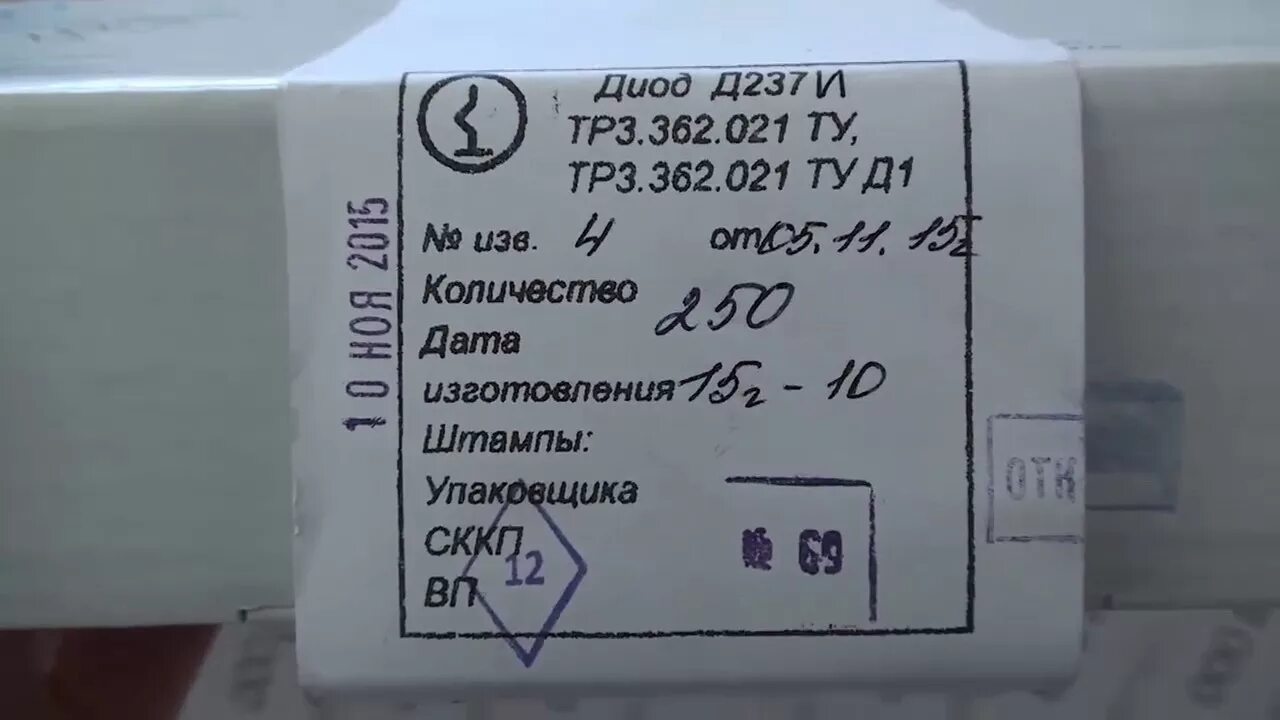 Диод Д237И
ТР3.362.021 ТУ,
ТР3.362.021 ТУ Д1
№ изв. 4 от 05.11.15г
Количество 250
Дата
изготовления 15г - 10
Штампы:
Упаковщика
СККП
ВП
12
№ 69
10 НОЯ 2015
ОТК